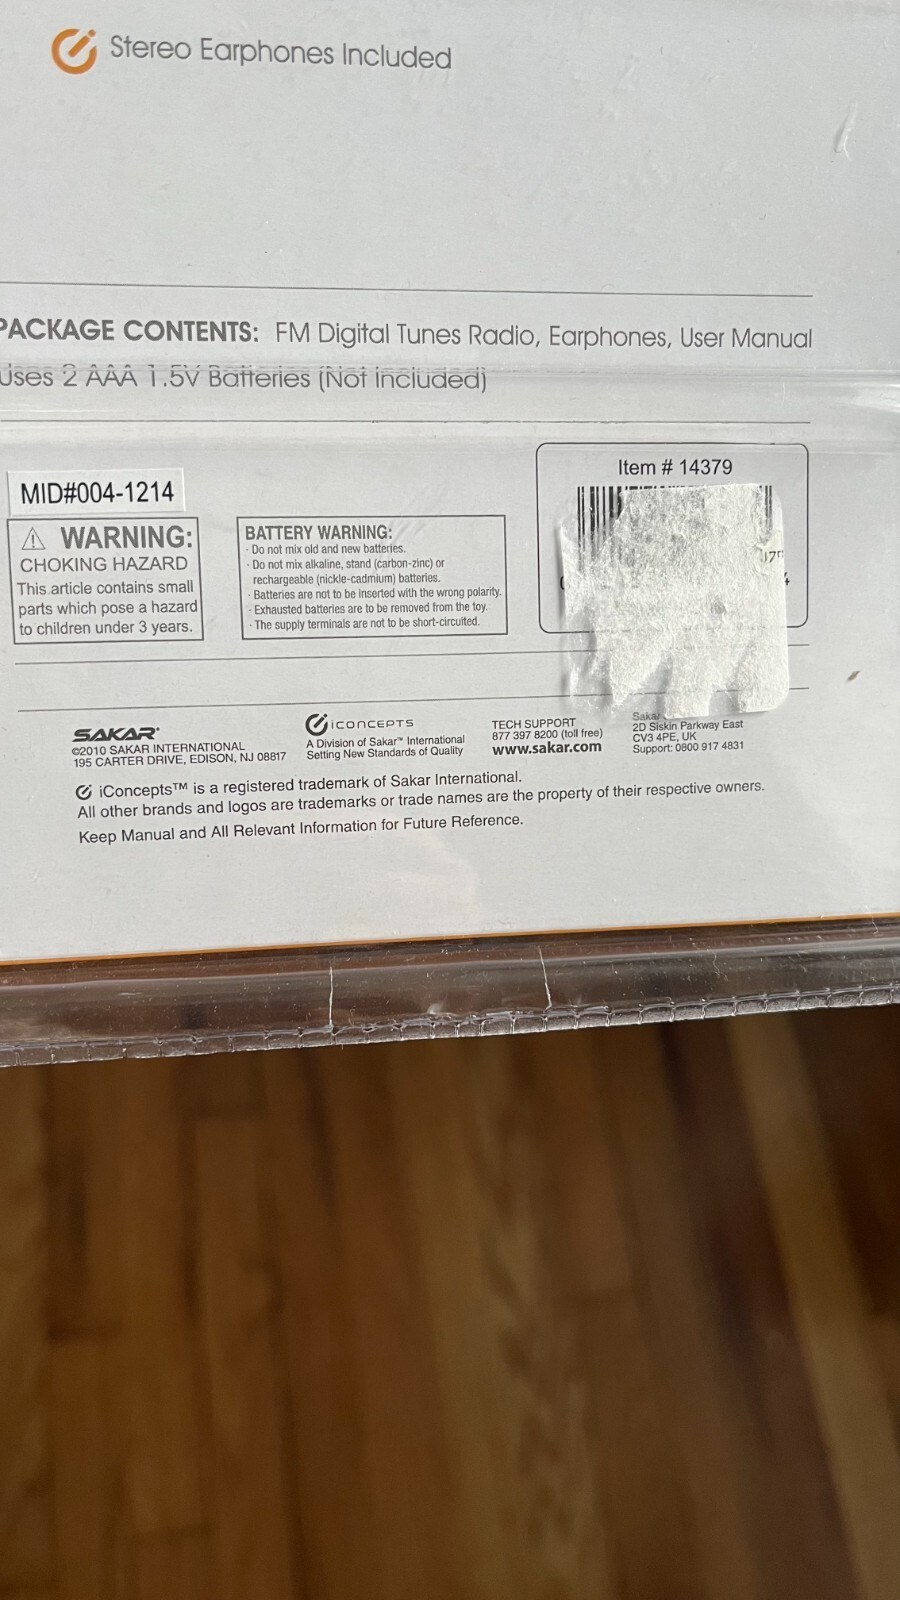 Stereo Earphones Included
PACKAGE CONTENTS: FM Digital Tunes Radio, Earphones, User Manual
Uses 2 AAA 1.5V Batteries (Not included)
MID#004-1214
WARNING:
CHOKING HAZARD
This article contains small
parts which pose a hazard
to children under 3 years.
BATTERY WARNING:
· Do not mix old and new batteries.
· Do not mix alkaline, stand (carbon-zinc) or
rechargeable (nickle-cadmium) batteries.
· Batteries are not to be inserted with the wrong polarity.
· Exhausted batteries are to be removed from the toy.
· The supply terminals are not to be short-circuited.
Item # 14379
SAKAR®
©2010 SAKAR INTERNATIONAL
195 CARTER DRIVE, EDISON, NJ 08817
iCONCEPTS
A Division of Sakar™ International
Setting New Standards of Quality
TECH SUPPORT
877 397 8200 (toll free)
www.sakar.com
Sakar
2D Siskin Parkway East
CV3 4PE, UK
Support: 0800 917 4831
iConcepts™ is a registered trademark of Sakar International.
All other brands and logos are trademarks or trade names are the property of their respective owners.
Keep Manual and All Relevant Information for Future Reference.